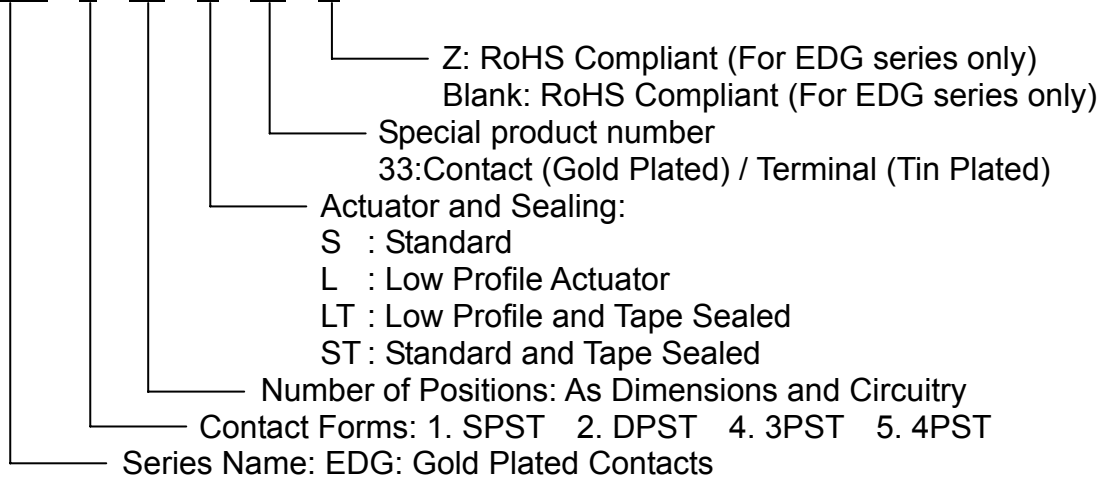 Z: RoHS Compliant (For EDG series only)
Blank: RoHS Compliant (For EDG series only)
Special product number
33:Contact (Gold Plated) / Terminal (Tin Plated)
Actuator and Sealing:
S : Standard
L : Low Profile Actuator
LT : Low Profile and Tape Sealed
ST : Standard and Tape Sealed
Number of Positions: As Dimensions and Circuitry
Contact Forms: 1. SPST 2. DPST 4. 3PST 5. 4PST
Series Name: EDG: Gold Plated Contacts